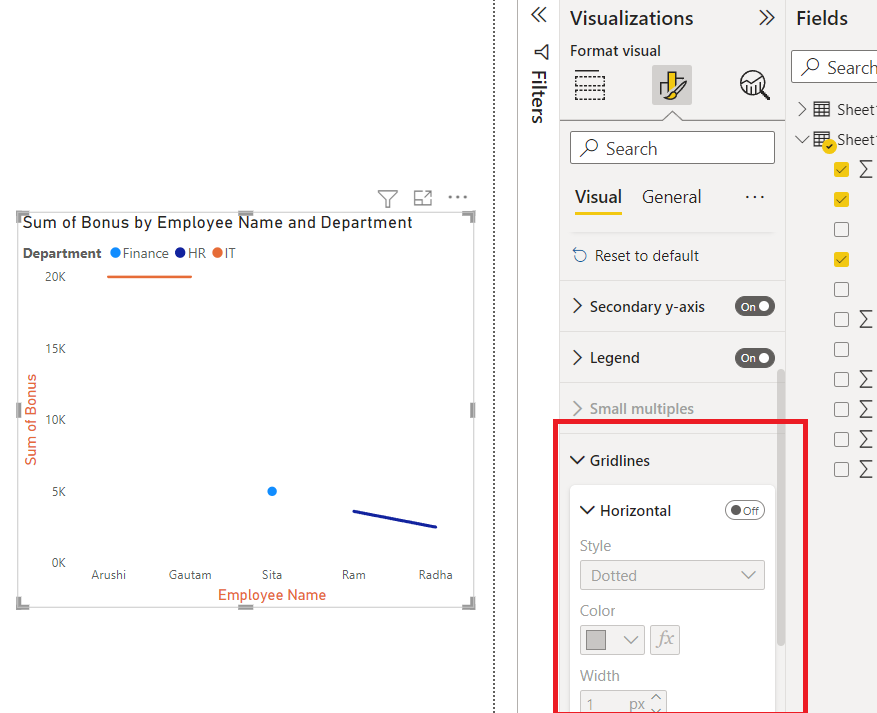 Sum of Bonus by Employee Name and Department
Department Finance HR IT
20K
15K
10K
5K
0K
Sum of Bonus
Arushi Gautam Sita Ram Radha
Employee Name
Filters
Visualizations
Format visual
Search
Visual General
Reset to default
Secondary y-axis On
Legend On
Small multiples
Gridlines
Horizontal Off
Style
Dotted
Color
fx
Width
1 px
Fields
Search
Sheet1
Sheet1
Σ
Σ
Σ
Σ
Σ
Σ